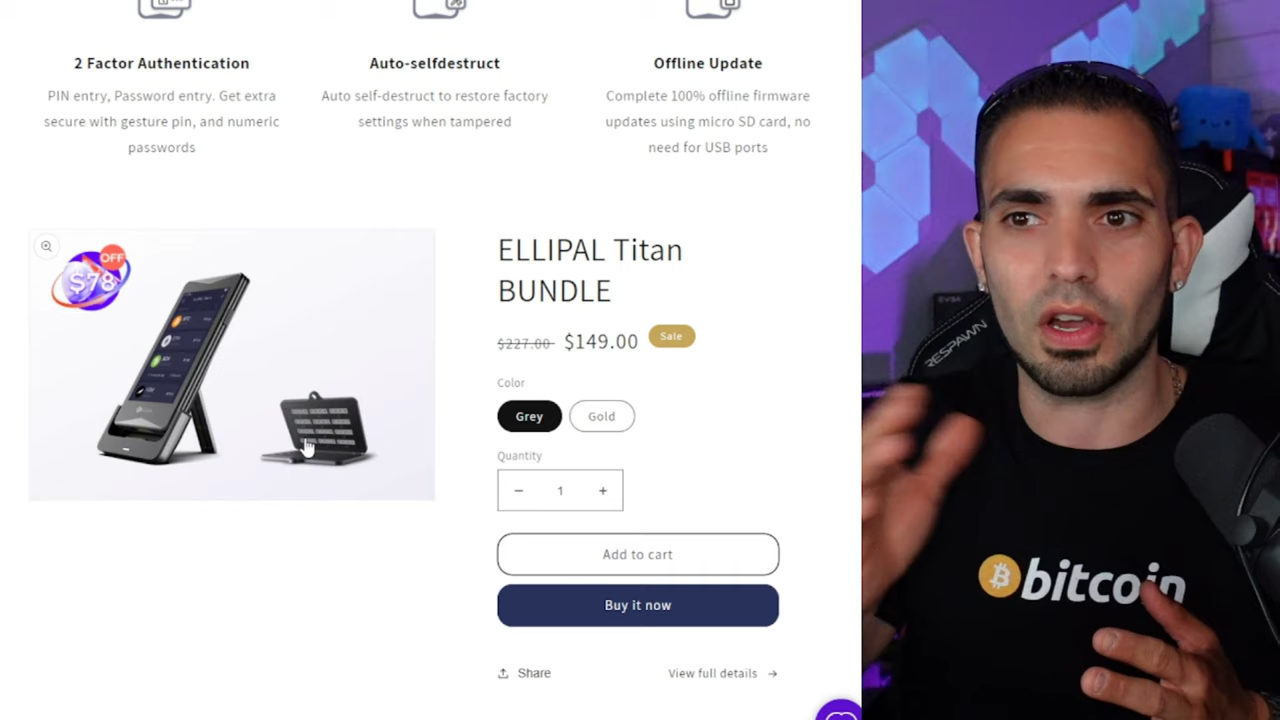 2 Factor Authentication
PIN entry, Password entry. Get extra
secure with gesture pin, and numeric
passwords
Auto-selfdestruct
Auto self-destruct to restore factory
settings when tampered
Offline Update
Complete 100% offline firmware
updates using micro SD card, no
need for USB ports
OFF
$78
ELLIPAL Titan
BUNDLE
$227.00 $149.00 Sale
Color
Grey Gold
Quantity
− 1 +
Add to cart
Buy it now
Share View full details →
EVGA
RESPAWN
bitcoin